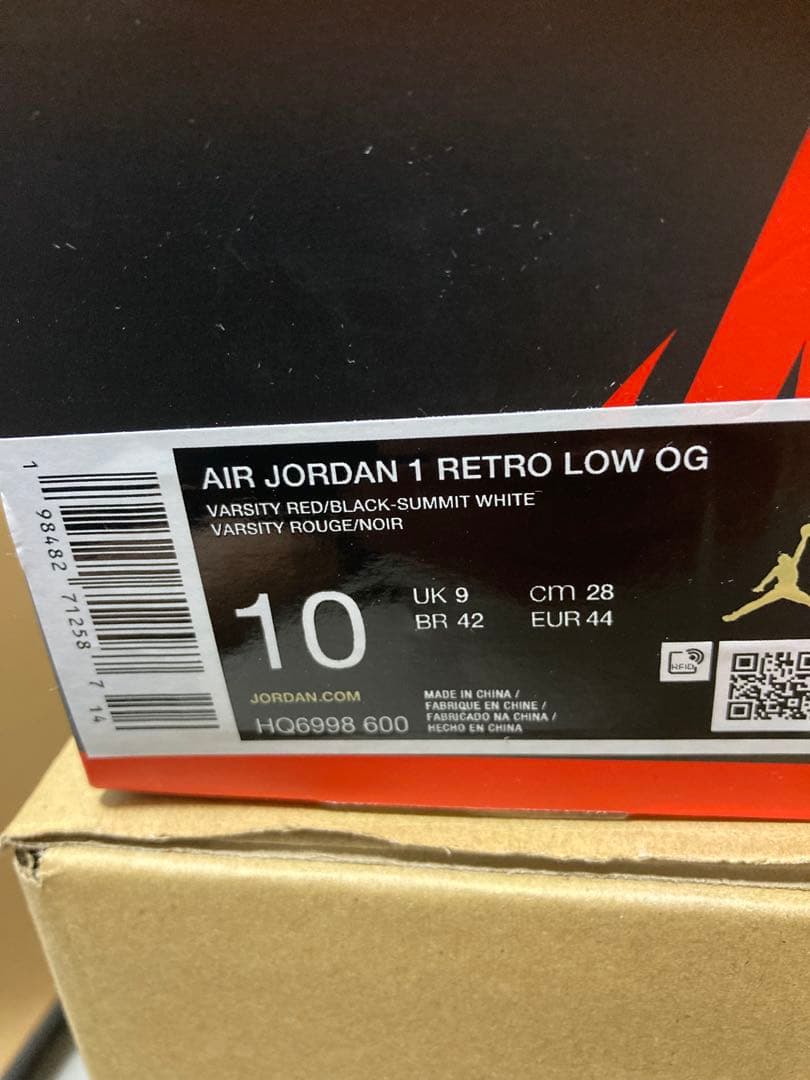 AIR JORDAN 1 RETRO LOW OG
VARSITY RED/BLACK-SUMMIT WHITE
VARSITY ROUGE/NOIR
10
UK 9
cm 28
BR 42
EUR 44
JORDAN.COM
HQ6998 600
MADE IN CHINA /
FABRIQUE EN CHINE /
FABRICADO NA CHINA /
HECHO EN CHINA
RFID
1 98482 71258 7 14